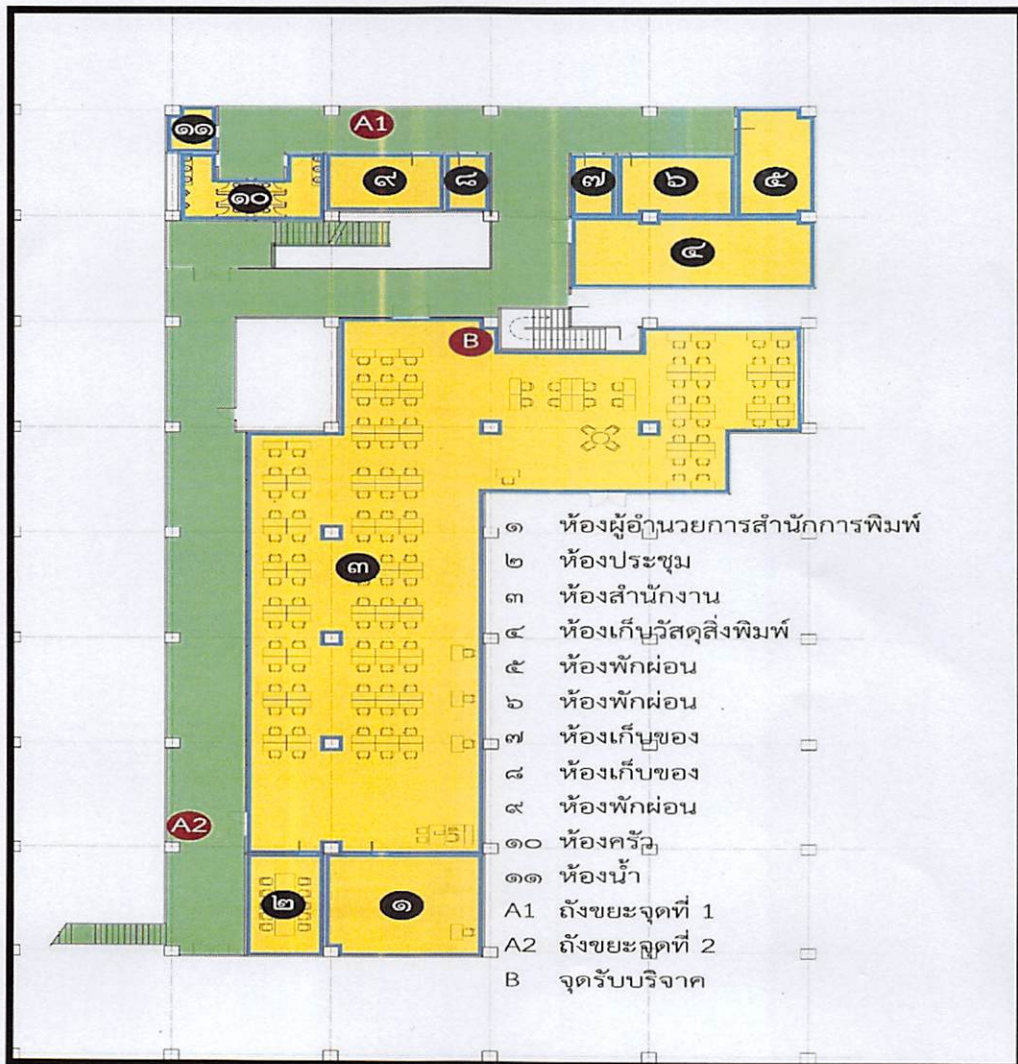 ๑๑
A1
๑๐
๙
๘
๗
๖
๕
๔
B
๓
A2
๒
๑
๑ ห้องผู้อำนวยการสำนักการพิมพ์
๒ ห้องประชุม
๓ ห้องสำนักงาน
๔ ห้องเก็บวัสดุสิ่งพิมพ์
๕ ห้องพักผ่อน
๖ ห้องพักผ่อน
๗ ห้องเก็บของ
๘ ห้องเก็บของ
๙ ห้องพักผ่อน
๑๐ ห้องครัว
๑๑ ห้องน้ำ
A1 ถังขยะจุดที่ 1
A2 ถังขยะจุดที่ 2
B จุดรับบริจาค